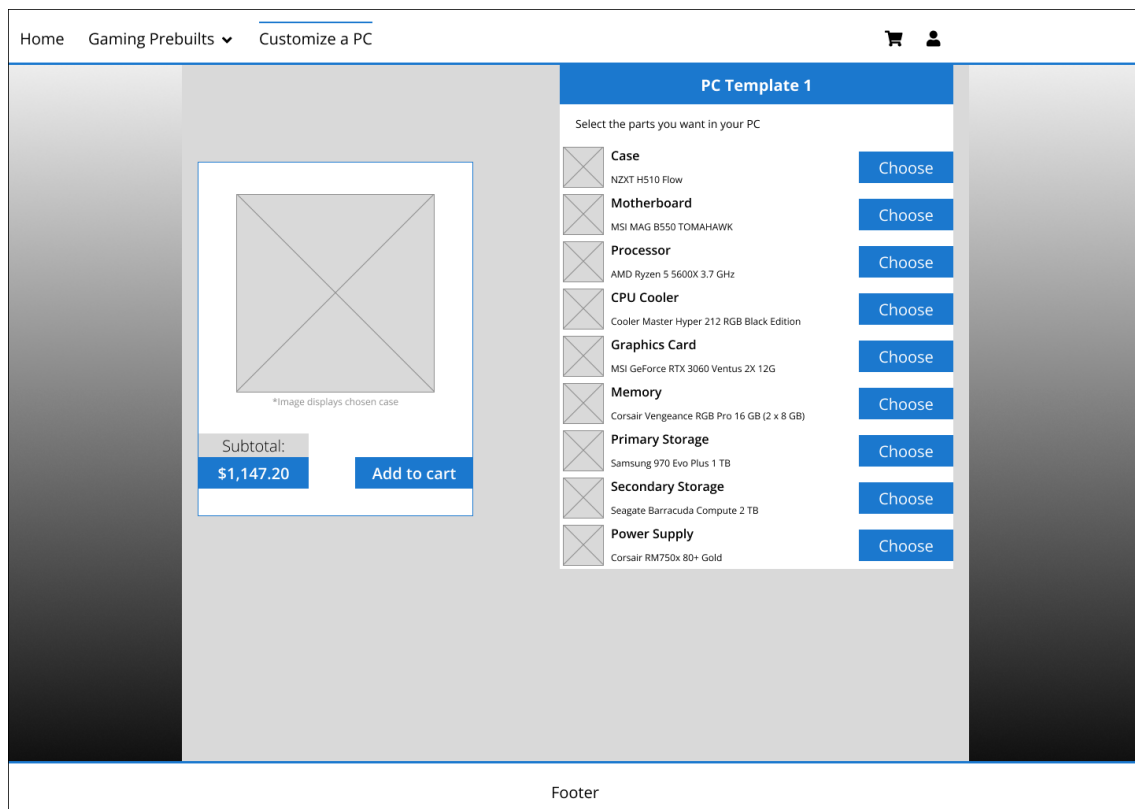 Home Gaming Prebuilts Customize a PC
PC Template 1
Select the parts you want in your PC
Case
NZXT H510 Flow
Choose
Motherboard
MSI MAG B550 TOMAHAWK
Choose
Processor
AMD Ryzen 5 5600X 3.7 GHz
Choose
CPU Cooler
Cooler Master Hyper 212 RGB Black Edition
Choose
Graphics Card
MSI GeForce RTX 3060 Ventus 2X 12G
Choose
Memory
Corsair Vengeance RGB Pro 16 GB (2 x 8 GB)
Choose
Primary Storage
Samsung 970 Evo Plus 1 TB
Choose
Secondary Storage
Seagate Barracuda Compute 2 TB
Choose
Power Supply
Corsair RM750x 80+ Gold
Choose
*Image displays chosen case
Subtotal:
$1,147.20
Add to cart
Footer